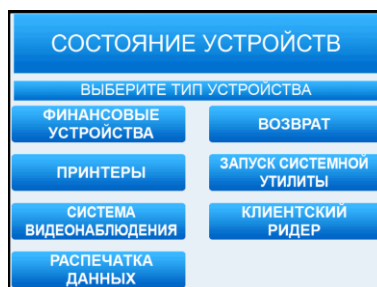 СОСТОЯНИЕ УСТРОЙСТВ
ВЫБЕРИТЕ ТИП УСТРОЙСТВА
ФИНАНСОВЫЕ
УСТРОЙСТВА
ВОЗВРАТ
ПРИНТЕРЫ
ЗАПУСК СИСТЕМНОЙ
УТИЛИТЫ
СИСТЕМА
ВИДЕОНАБЛЮДЕНИЯ
КЛИЕНТСКИЙ
РИДЕР
РАСПЕЧАТКА
ДАННЫХ